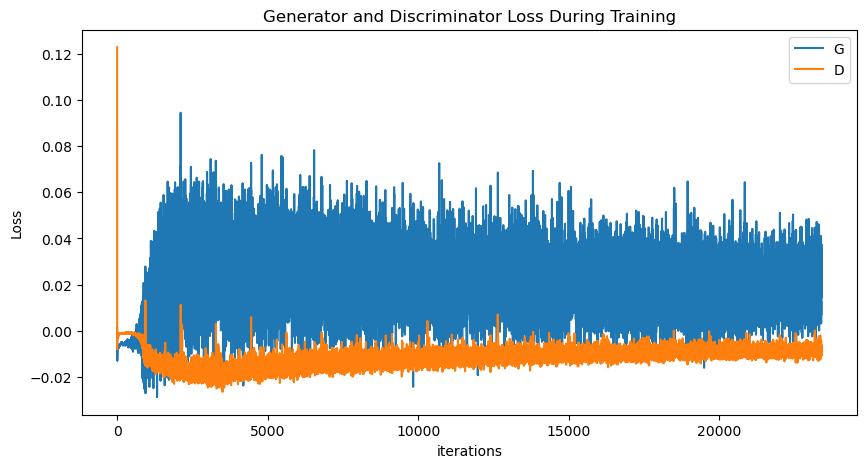 Generator and Discriminator Loss During Training
G
D
0.12
0.10
0.08
0.06
0.04
0.02
0.00
−0.02
Loss
0 5000 10000 15000 20000
iterations